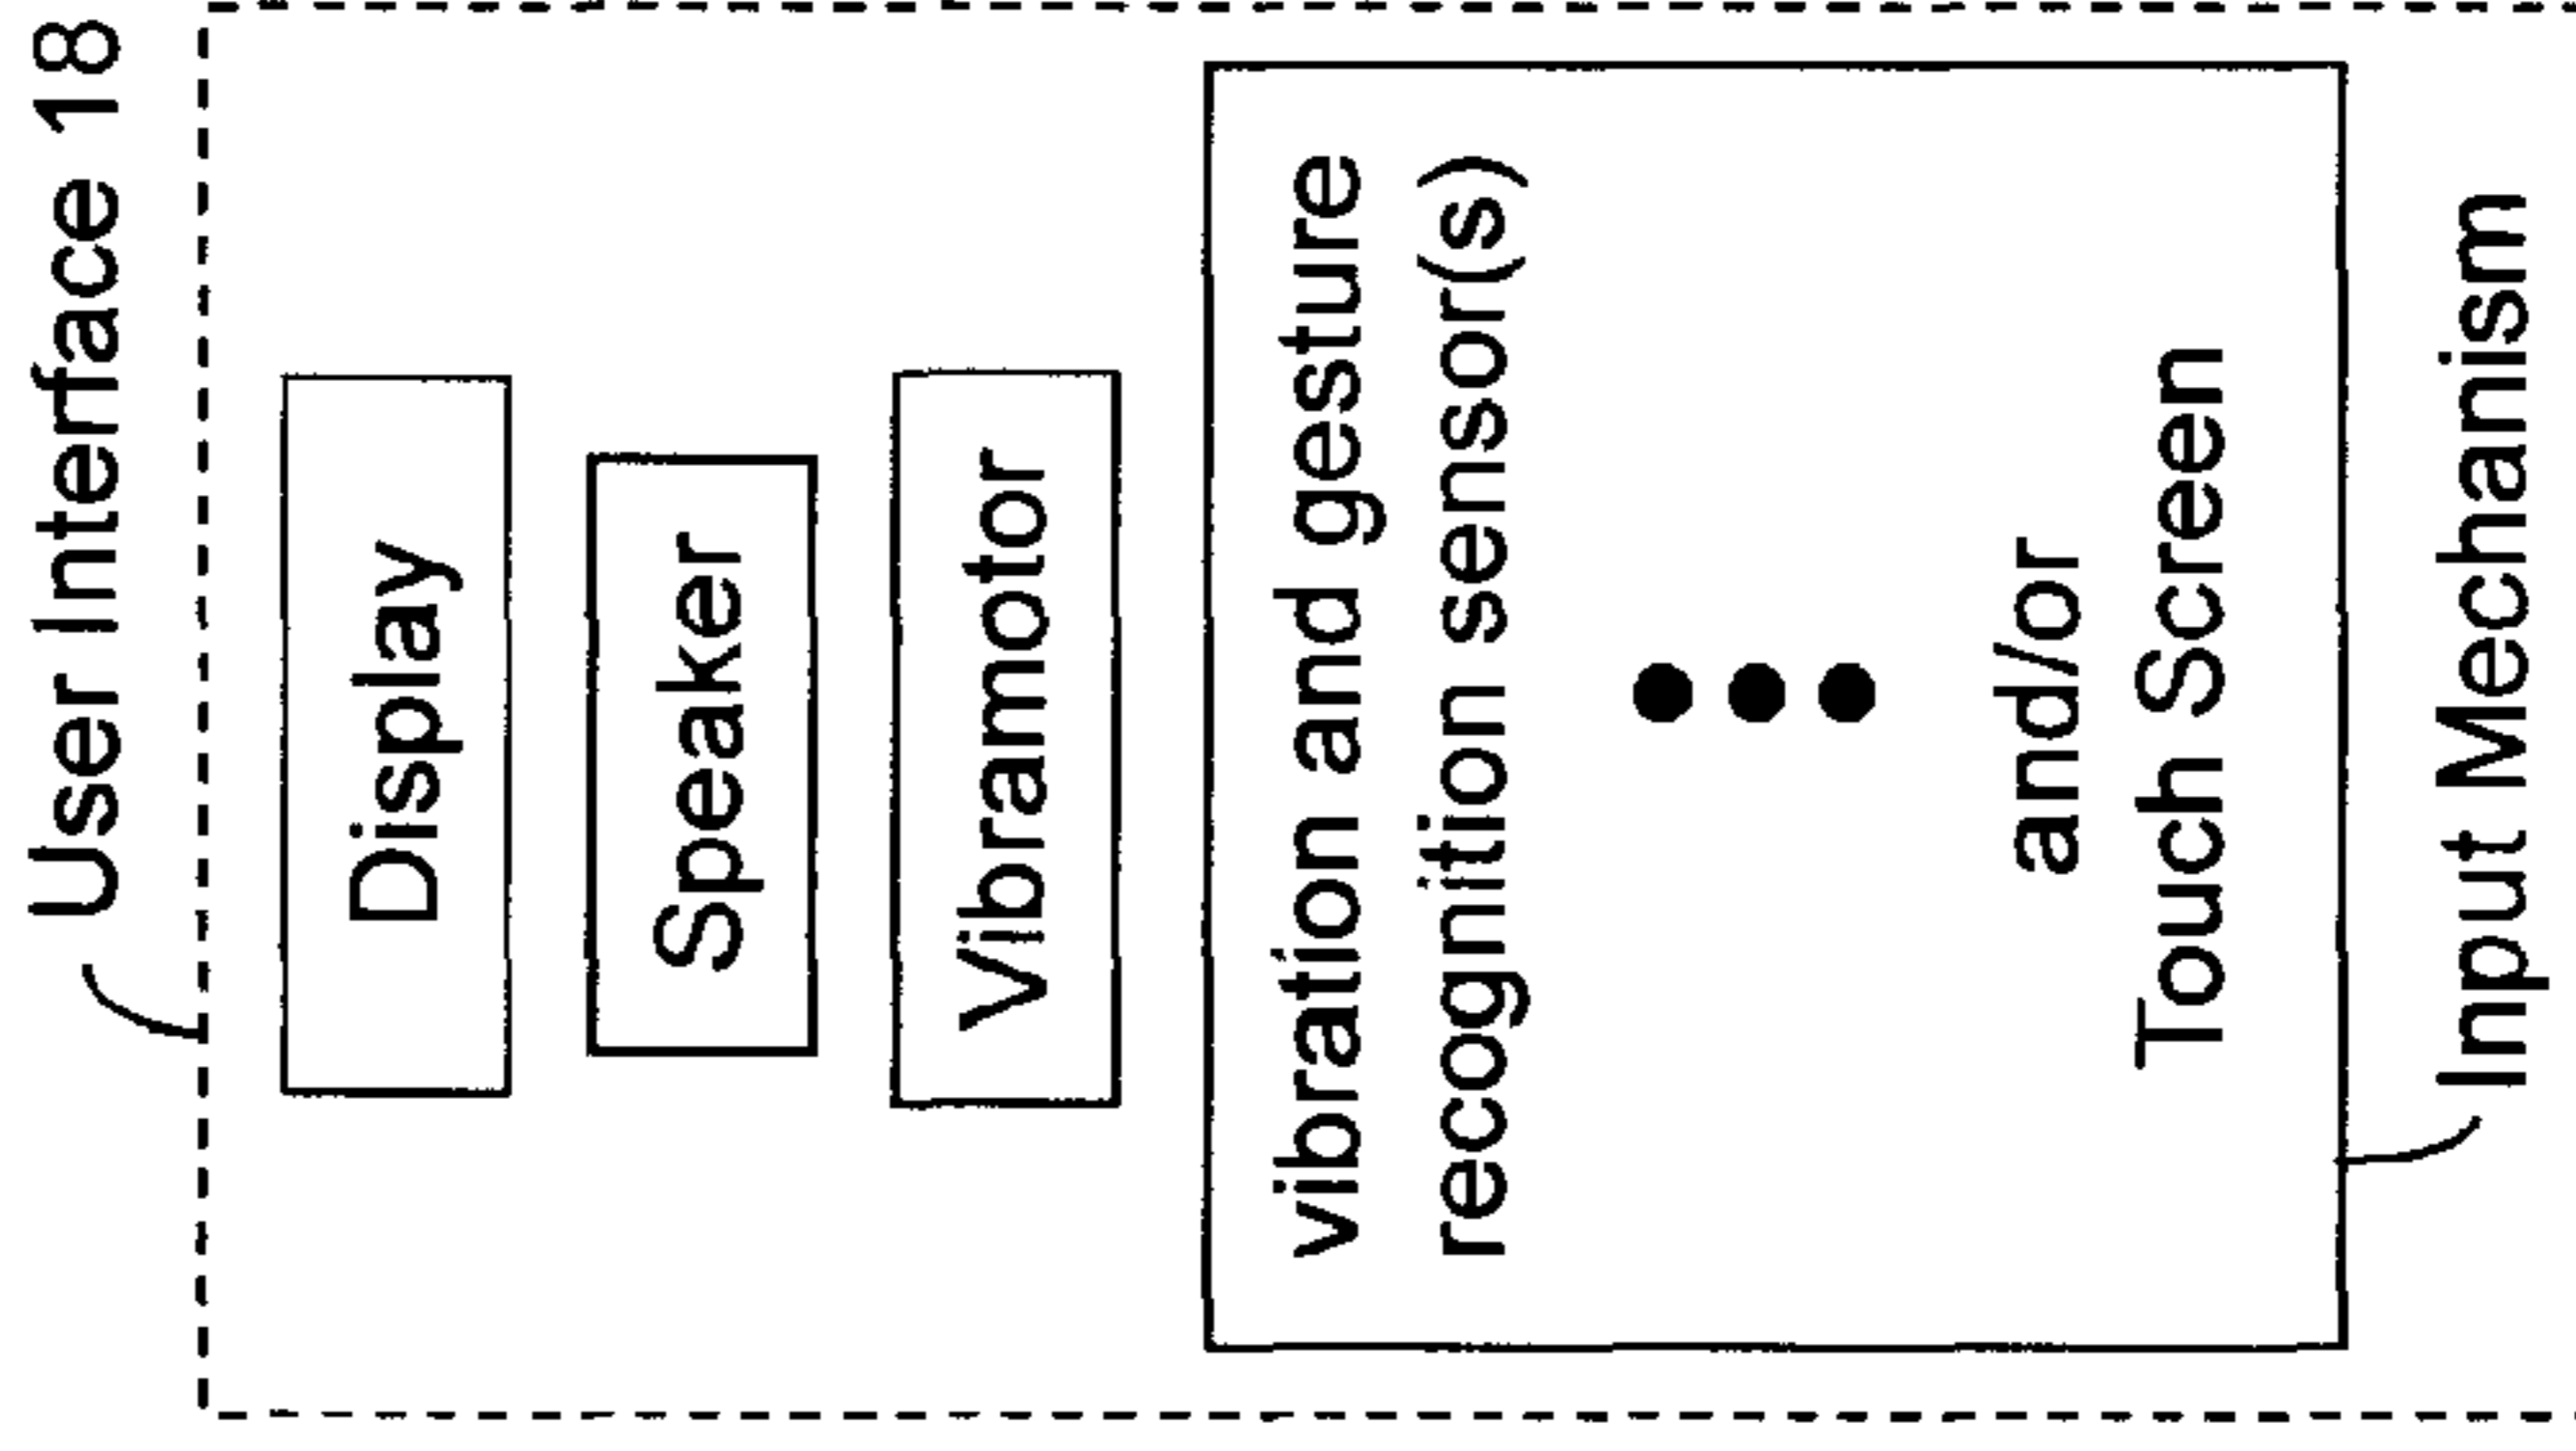 User Interface 18
Display
Speaker
Vibramotor
vibration and gesture
recognition sensor(s)
and/or
Touch Screen
Input Mechanism